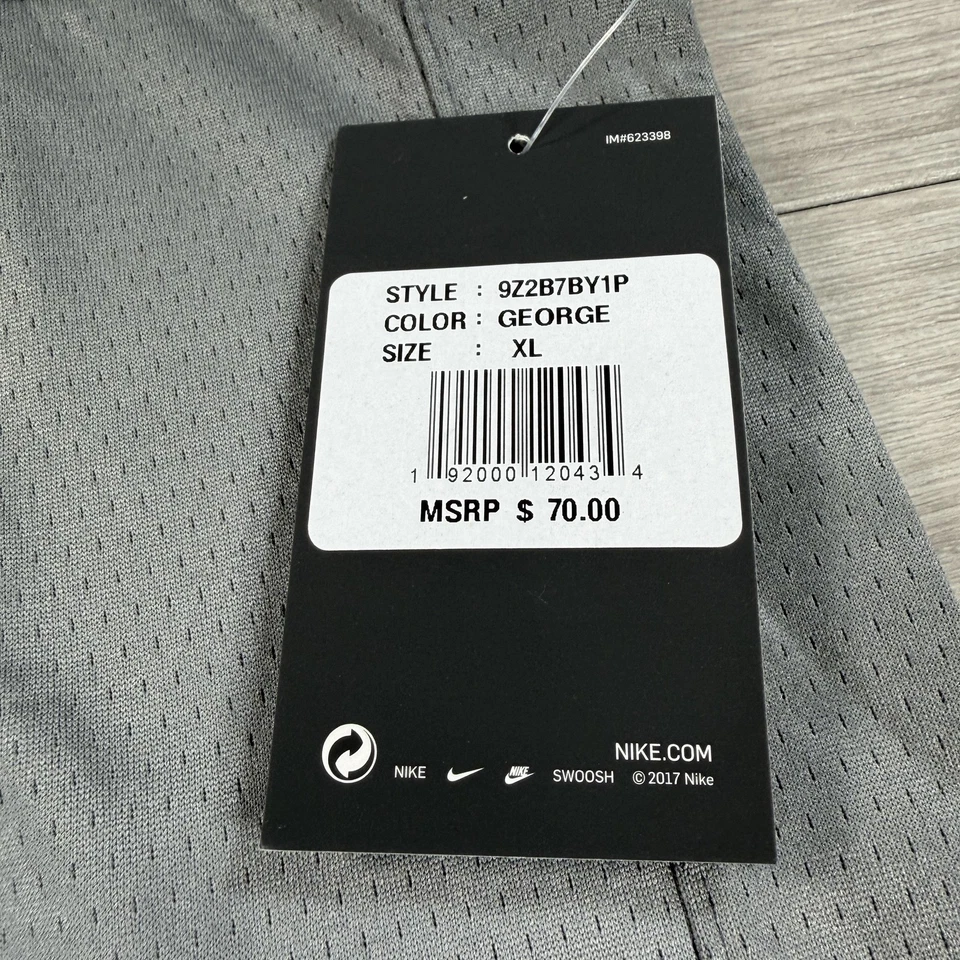 IM#623398
STYLE : 9Z2B7BY1P
COLOR : GEORGE
SIZE : XL
1 92000 12043 4
MSRP $ 70.00
NIKE.COM
NIKE NIKE SWOOSH © 2017 Nike